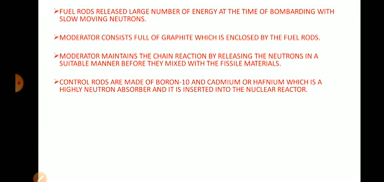 ➢FUEL RODS RELEASED LARGE NUMBER OF ENERGY AT THE TIME OF BOMBARDING WITH
SLOW MOVING NEUTRONS.
➢MODERATOR CONSISTS FULL OF GRAPHITE WHICH IS ENCLOSED BY THE FUEL RODS.
➢MODERATOR MAINTAINS THE CHAIN REACTION BY RELEASING THE NEUTRONS IN A
SUITABLE MANNER BEFORE THEY MIXED WITH THE FISSILE MATERIALS.
➢CONTROL RODS ARE MADE OF BORON-10 AND CADMIUM OR HAFNIUM WHICH IS A
HIGHLY NEUTRON ABSORBER AND IT IS INSERTED INTO THE NUCLEAR REACTOR.